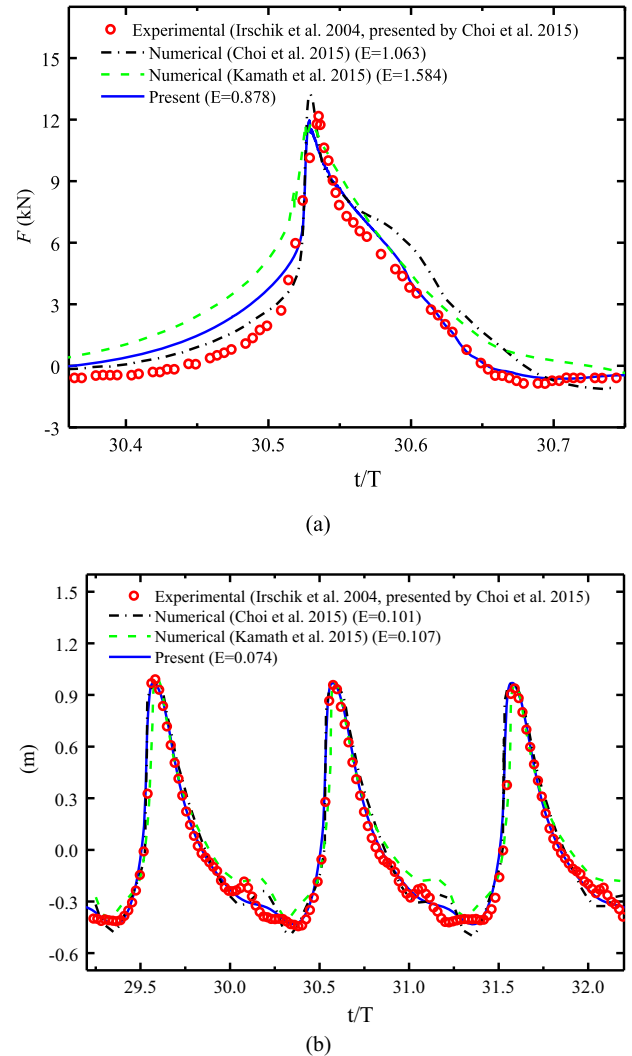 Experimental (Irschik et al. 2004, presented by Choi et al. 2015)
Numerical (Choi et al. 2015) (E=1.063)
Numerical (Kamath et al. 2015) (E=1.584)
Present (E=0.878)
15
12
9
6
3
0
-3
F (kN)
30.4 30.5 30.6 30.7
t/T
(a)
Experimental (Irschik et al. 2004, presented by Choi et al. 2015)
Numerical (Choi et al. 2015) (E=0.101)
Numerical (Kamath et al. 2015) (E=0.107)
Present (E=0.074)
1.5
1.2
0.9
0.6
0.3
0.0
-0.3
-0.6
(m)
29.5 30.0 30.5 31.0 31.5 32.0
t/T
(b)